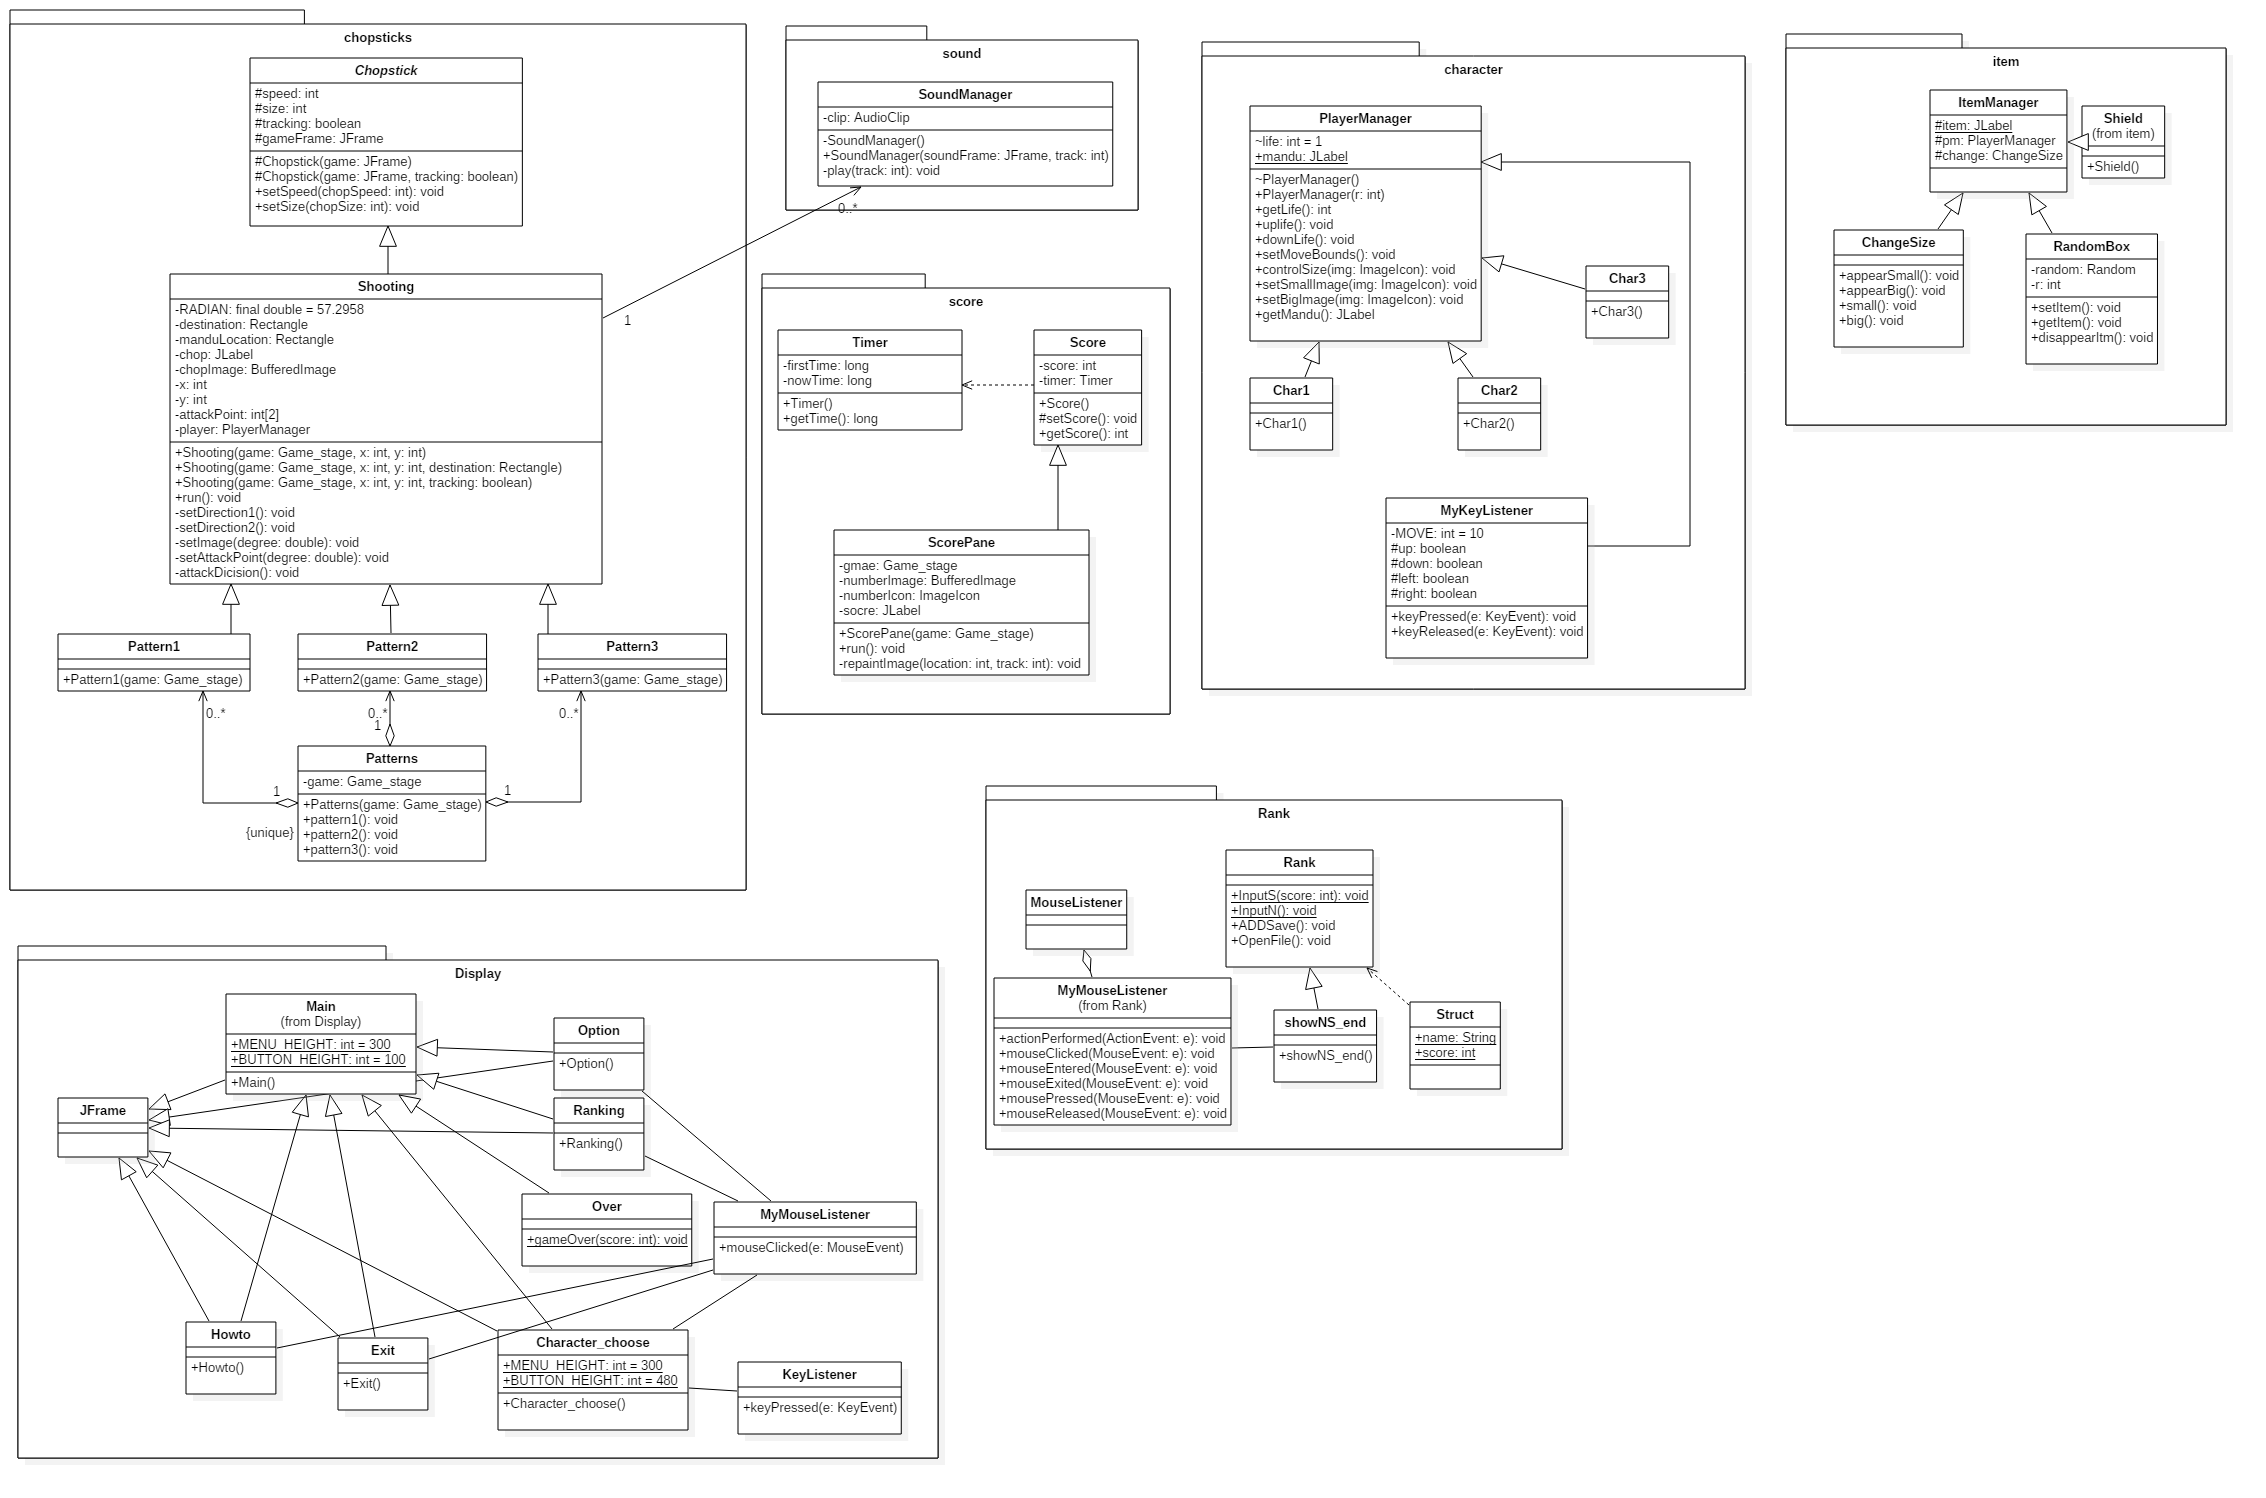 chopsticks
Chopstick
#speed: int
#size: int
#tracking: boolean
#gameFrame: JFrame
#Chopstick(game: JFrame)
#Chopstick(game: JFrame, tracking: boolean)
+setSpeed(chopSpeed: int): void
+setSize(chopSize: int): void
Shooting
-RADIAN: final double = 57.2958
-destination: Rectangle
-manduLocation: Rectangle
-chop: JLabel
-chopImage: BufferedImage
-x: int
-y: int
-attackPoint: int[2]
-player: PlayerManager
+Shooting(game: Game_stage, x: int, y: int)
+Shooting(game: Game_stage, x: int, y: int, destination: Rectangle)
+Shooting(game: Game_stage, x: int, y: int, tracking: boolean)
+run(): void
-setDirection1(): void
-setDirection2(): void
-setImage(degree: double): void
-setAttackPoint(degree: double): void
-attackDicision(): void
1
0..*
Pattern1
+Pattern1(game: Game_stage)
Pattern2
+Pattern2(game: Game_stage)
Pattern3
+Pattern3(game: Game_stage)
0..*
0..*
0..*
1
1
1
Patterns
-game: Game_stage
+Patterns(game: Game_stage)
+pattern1(): void
+pattern2(): void
+pattern3(): void
{unique}
sound
SoundManager
-clip: AudioClip
-SoundManager()
+SoundManager(soundFrame: JFrame, track: int)
-play(track: int): void
score
Timer
-firstTime: long
-nowTime: long
+Timer()
+getTime(): long
Score
-score: int
-timer: Timer
+Score()
#setScore(): void
+getScore(): int
ScorePane
-gmae: Game_stage
-numberImage: BufferedImage
-numberIcon: ImageIcon
-socre: JLabel
+ScorePane(game: Game_stage)
+run(): void
-repaintImage(location: int, track: int): void
character
PlayerManager
~life: int = 1
+mandu: JLabel
~PlayerManager()
+PlayerManager(r: int)
+getLife(): int
+uplife(): void
+downLife(): void
+setMoveBounds(): void
+controlSize(img: ImageIcon): void
+setSmallImage(img: ImageIcon): void
+setBigImage(img: ImageIcon): void
+getMandu(): JLabel
Char3
+Char3()
Char1
+Char1()
Char2
+Char2()
MyKeyListener
-MOVE: int = 10
#up: boolean
#down: boolean
#left: boolean
#right: boolean
+keyPressed(e: KeyEvent): void
+keyReleased(e: KeyEvent): void
item
ItemManager
#item: JLabel
#pm: PlayerManager
#change: ChangeSize
Shield
(from item)
+Shield()
ChangeSize
+appearSmall(): void
+appearBig(): void
+small(): void
+big(): void
RandomBox
-random: Random
-r: int
+setItem(): void
+getItem(): void
+disappearItm(): void
Rank
Rank
+InputS(score: int): void
+InputN(): void
+ADDSave(): void
+OpenFile(): void
MouseListener
MyMouseListener
(from Rank)
+actionPerformed(ActionEvent: e): void
+mouseClicked(MouseEvent: e): void
+mouseEntered(MouseEvent: e): void
+mouseExited(MouseEvent: e): void
+mousePressed(MouseEvent: e): void
+mouseReleased(MouseEvent: e): void
showNS_end
+showNS_end()
Struct
+name: String
+score: int
Display
Main
(from Display)
+MENU_HEIGHT: int = 300
+BUTTON_HEIGHT: int = 100
+Main()
Option
+Option()
JFrame
Ranking
+Ranking()
Over
+gameOver(score: int): void
MyMouseListener
+mouseClicked(e: MouseEvent)
Howto
+Howto()
Exit
+Exit()
Character_choose
+MENU_HEIGHT: int = 300
+BUTTON_HEIGHT: int = 480
+Character_choose()
KeyListener
+keyPressed(e: KeyEvent)